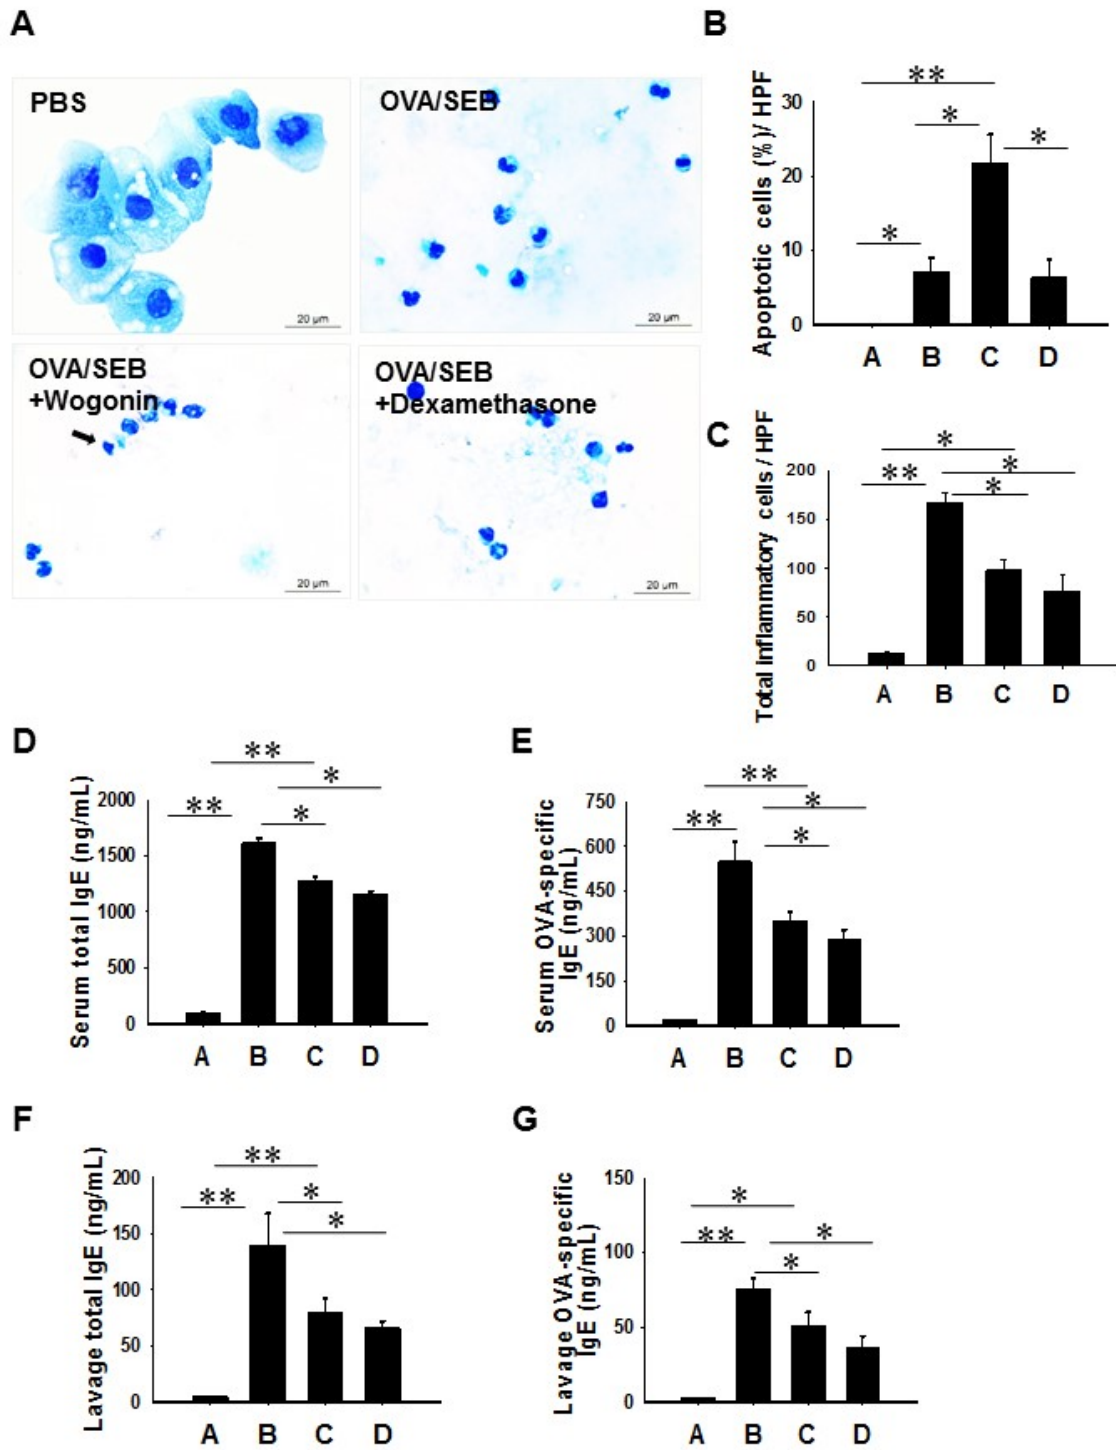 A
PBS
OVA/SEB
20 µm
20 µm
OVA/SEB
+Wogonin
OVA/SEB
+Dexamethasone
20 µm
20 µm
B
**
*
*
*
30
20
10
0
Apoptotic cells (%)/ HPF
A B C D
C
*
**
*
*
200
150
100
50
0
Total inflammatory cells / HPF
A B C D
D
**
*
**
*
2000
1500
1000
500
0
Serum total IgE (ng/mL)
A B C D
E
**
*
**
*
750
600
450
300
150
0
Serum OVA-specific
IgE (ng/mL)
A B C D
F
**
**
*
*
200
150
100
50
0
Lavage total IgE (ng/mL)
A B C D
G
*
**
*
*
150
100
50
0
Lavage OVA-specific
IgE (ng/mL)
A B C D